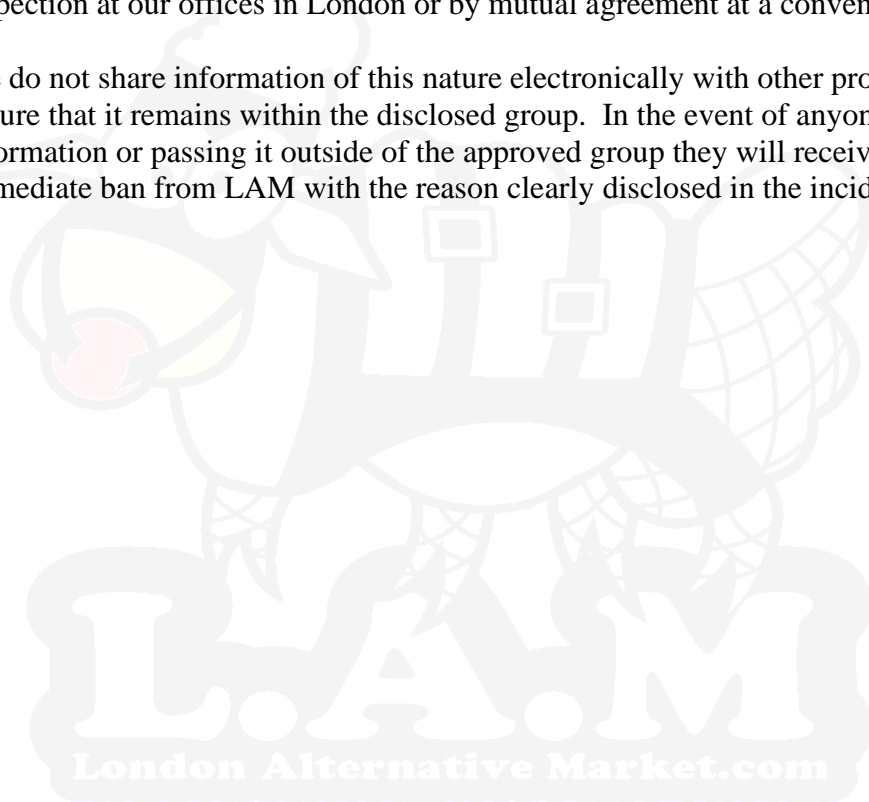 pection at our offices in London or by mutual agreement at a conven
do not share information of this nature electronically with other pro
ure that it remains within the disclosed group. In the event of anyon
ormation or passing it outside of the approved group they will receiv
mediate ban from LAM with the reason clearly disclosed in the incid
L.A.M
London Alternative Market.com